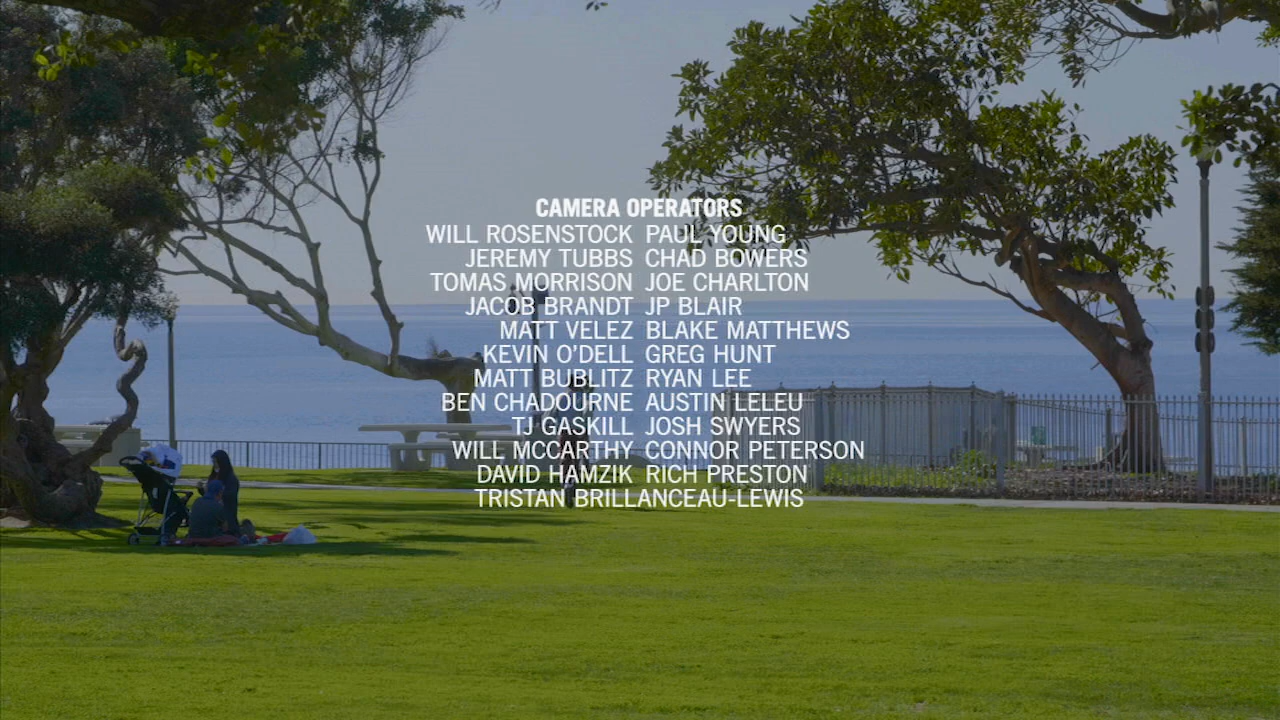 CAMERA OPERATORS
WILL ROSENSTOCK PAUL YOUNG
JEREMY TUBBS CHAD BOWERS
TOMAS MORRISON JOE CHARLTON
JACOB BRANDT JP BLAIR
MATT VELEZ BLAKE MATTHEWS
KEVIN O'DELL GREG HUNT
MATT BUBLITZ RYAN LEE
BEN CHADOURNE AUSTIN LELEU
TJ GASKILL JOSH SWYERS
WILL MCCARTHY CONNOR PETERSON
DAVID HAMZIK RICH PRESTON
TRISTAN BRILLANCEAU-LEWIS